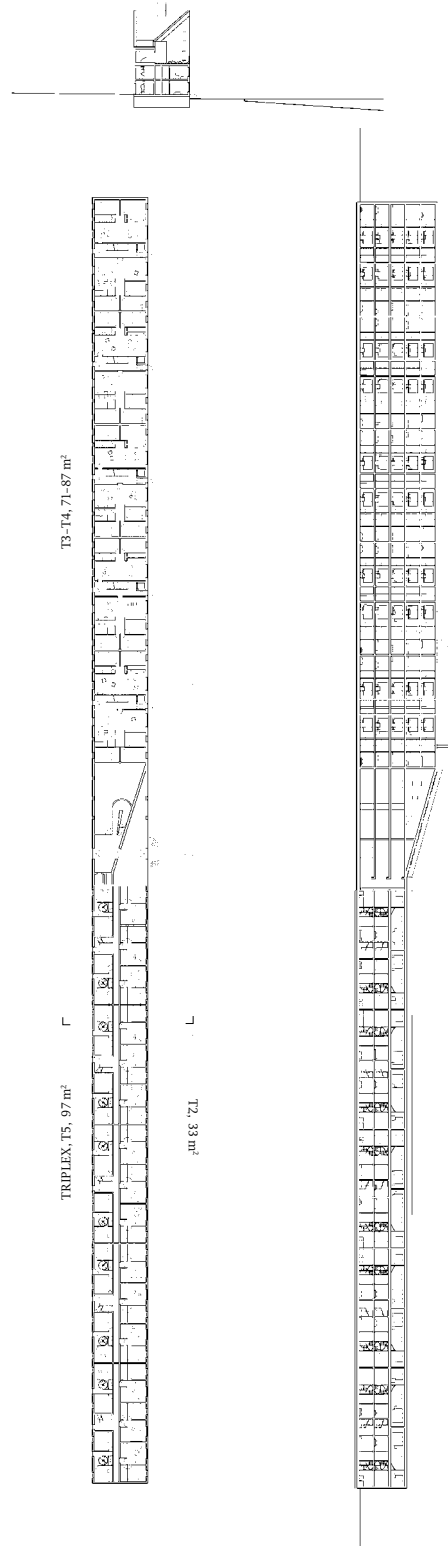 T3–T4, 71–87 m²
TRIPLEX, T5, 97 m²
T2, 33 m²